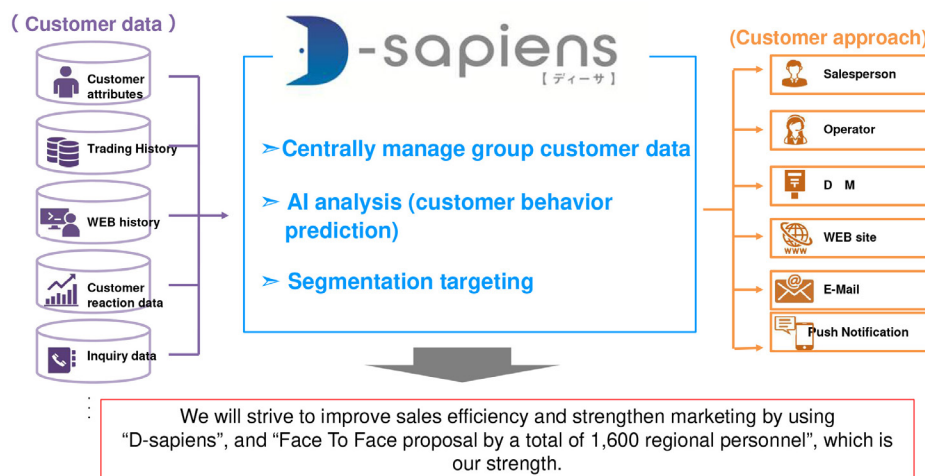 ( Customer data )
Customer
attributes
Trading History
WEB history
Customer
reaction data
Inquiry data
D-sapiens
【ディーサ】
➣Centrally manage group customer data
➣ AI analysis (customer behavior
prediction)
➣ Segmentation targeting
(Customer approach)
Salesperson
Operator
D M
WEB site
WWW
E-Mail
Push Notification
We will strive to improve sales efficiency and strengthen marketing by using
“D-sapiens”, and “Face To Face proposal by a total of 1,600 regional personnel”, which is
our strength.